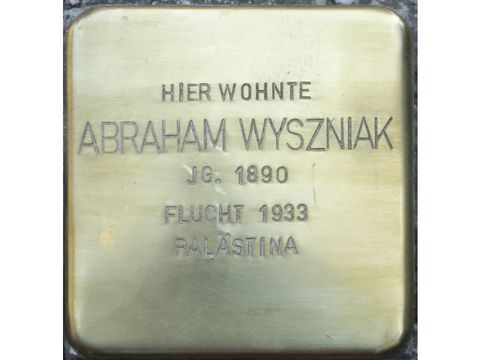 HIER WOHNTE
ABRAHAM WYSZNIAK
JG. 1890
FLUCHT 1933
PALÄSTINA